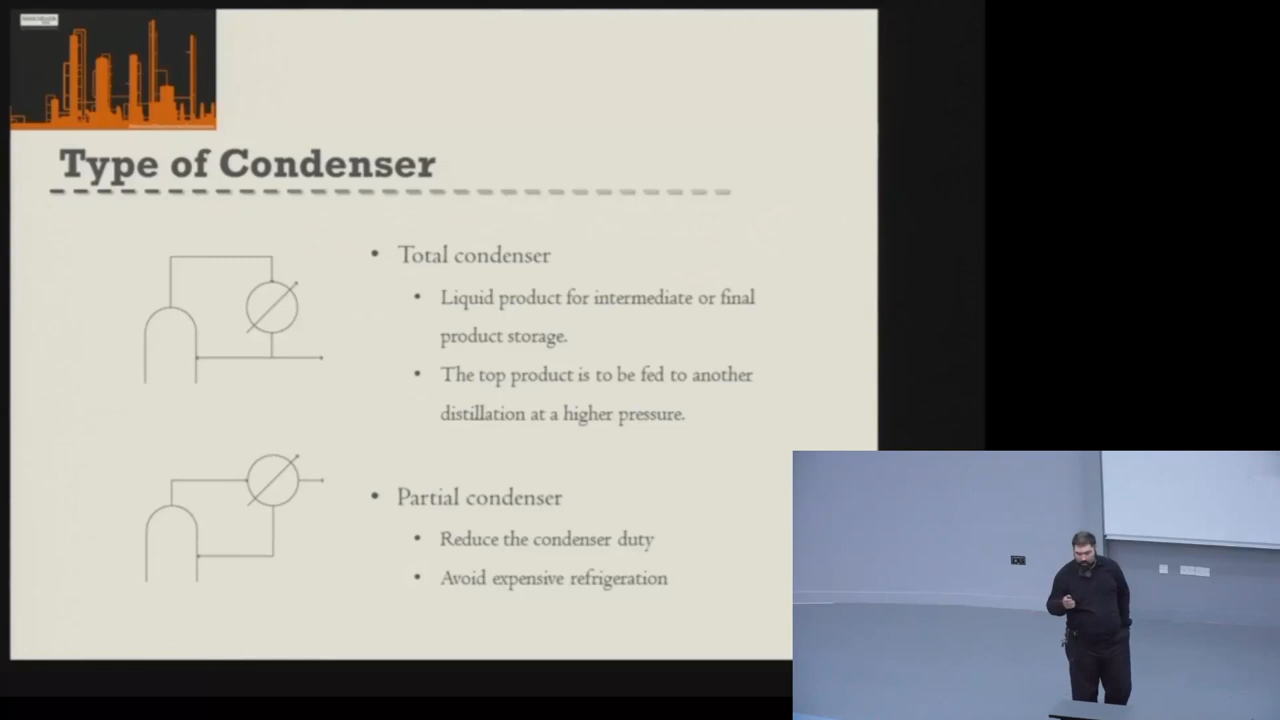 Type of Condenser
• Total condenser
• Liquid product for intermediate or final
product storage.
• The top product is to be fed to another
distillation at a higher pressure.
• Partial condenser
• Reduce the condenser duty
• Avoid expensive refrigeration